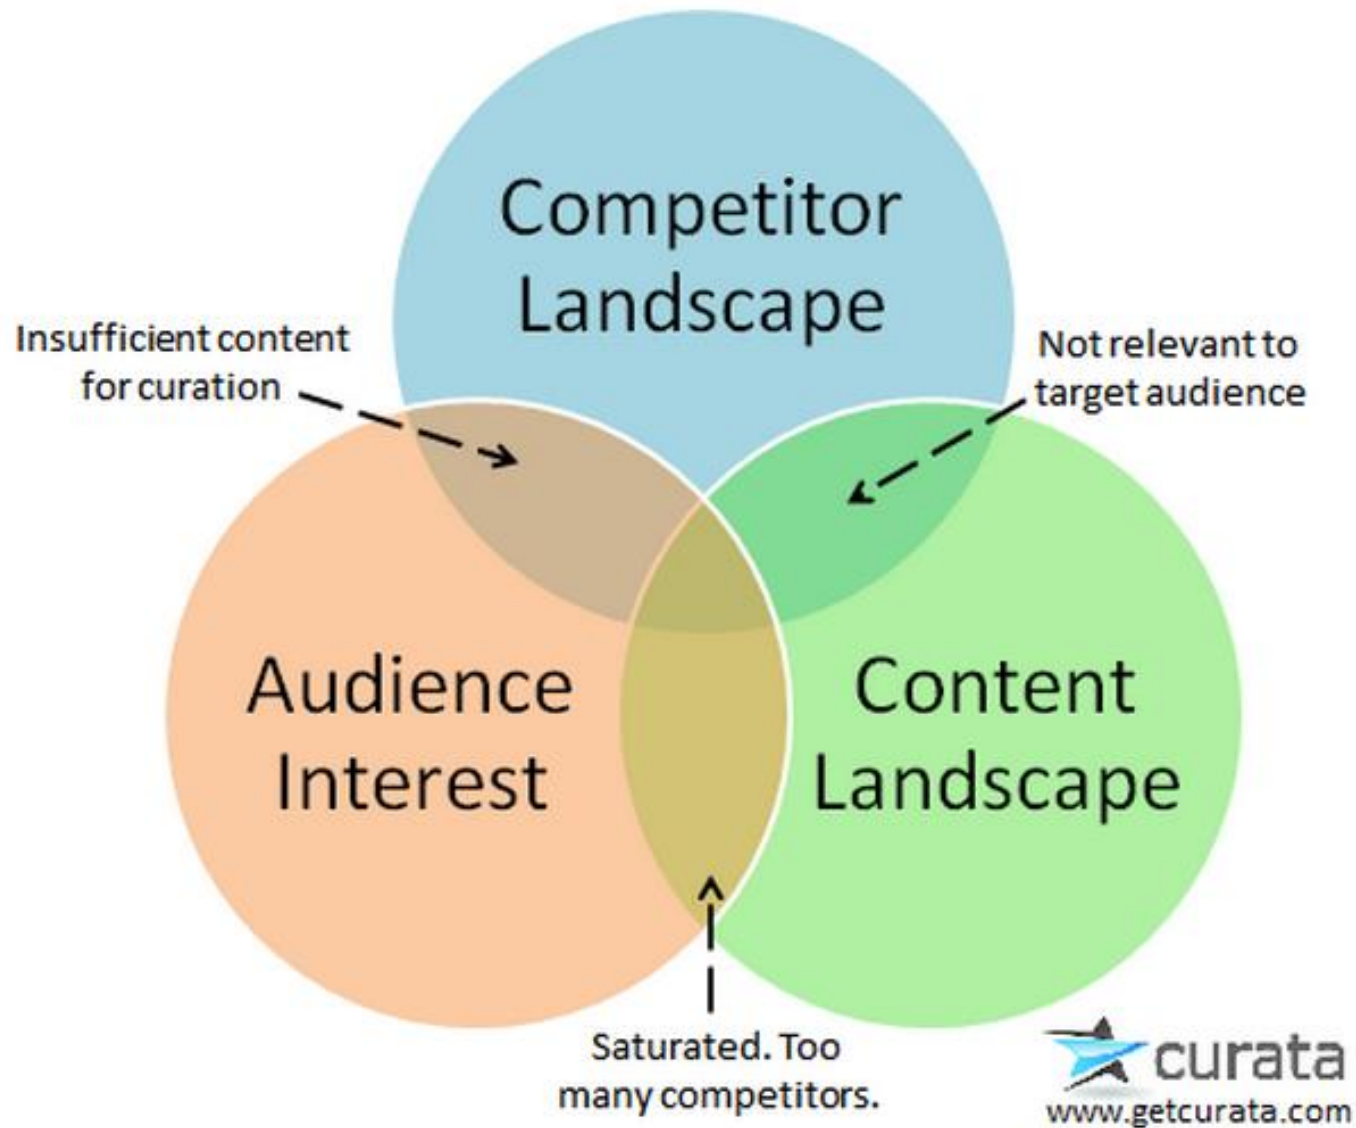 Competitor
Landscape
Insufficient content
for curation
Not relevant to
target audience
Audience
Interest
Content
Landscape
Saturated. Too
many competitors.
curata
www.getcurata.com